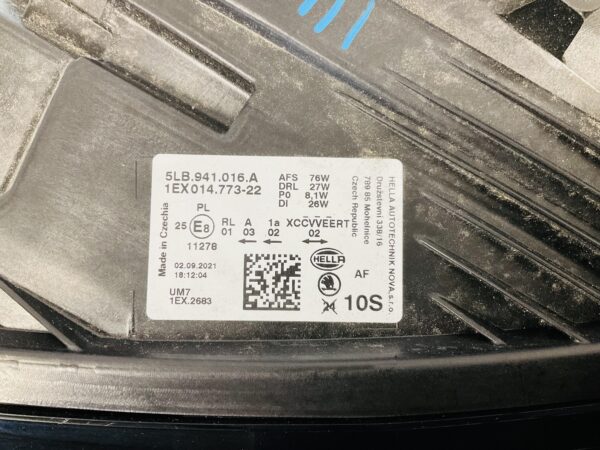 5LB.941.016.A
1EX 014.773-22
AFS 76W
DRL 27W
P0 8,1W
DI 26W
PL
25 E8 RL A 1a XCCVVEERT
01 03 02 02
11278
02.09.2021
18:12:04
UM7
1EX.2683
HELLA
AF
10S
Made in Czechia
HELLA AUTOTECHNIK NOVA,s.r.o.
Družstevní 338/16
789 85 Mohelnice
Czech Republic